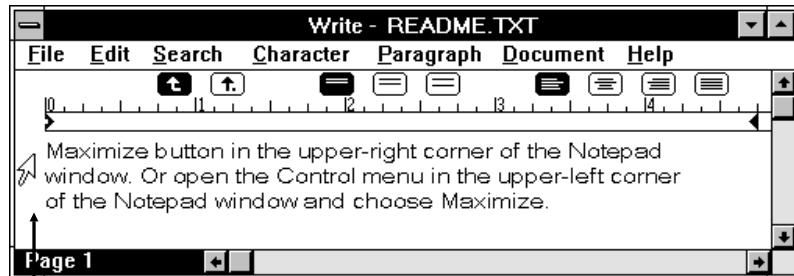 Write - README.TXT
File Edit Search Character Paragraph Document Help
0 1 2 3 4
Maximize button in the upper-right corner of the Notepad
window. Or open the Control menu in the upper-left corner
of the Notepad window and choose Maximize.
Page 1